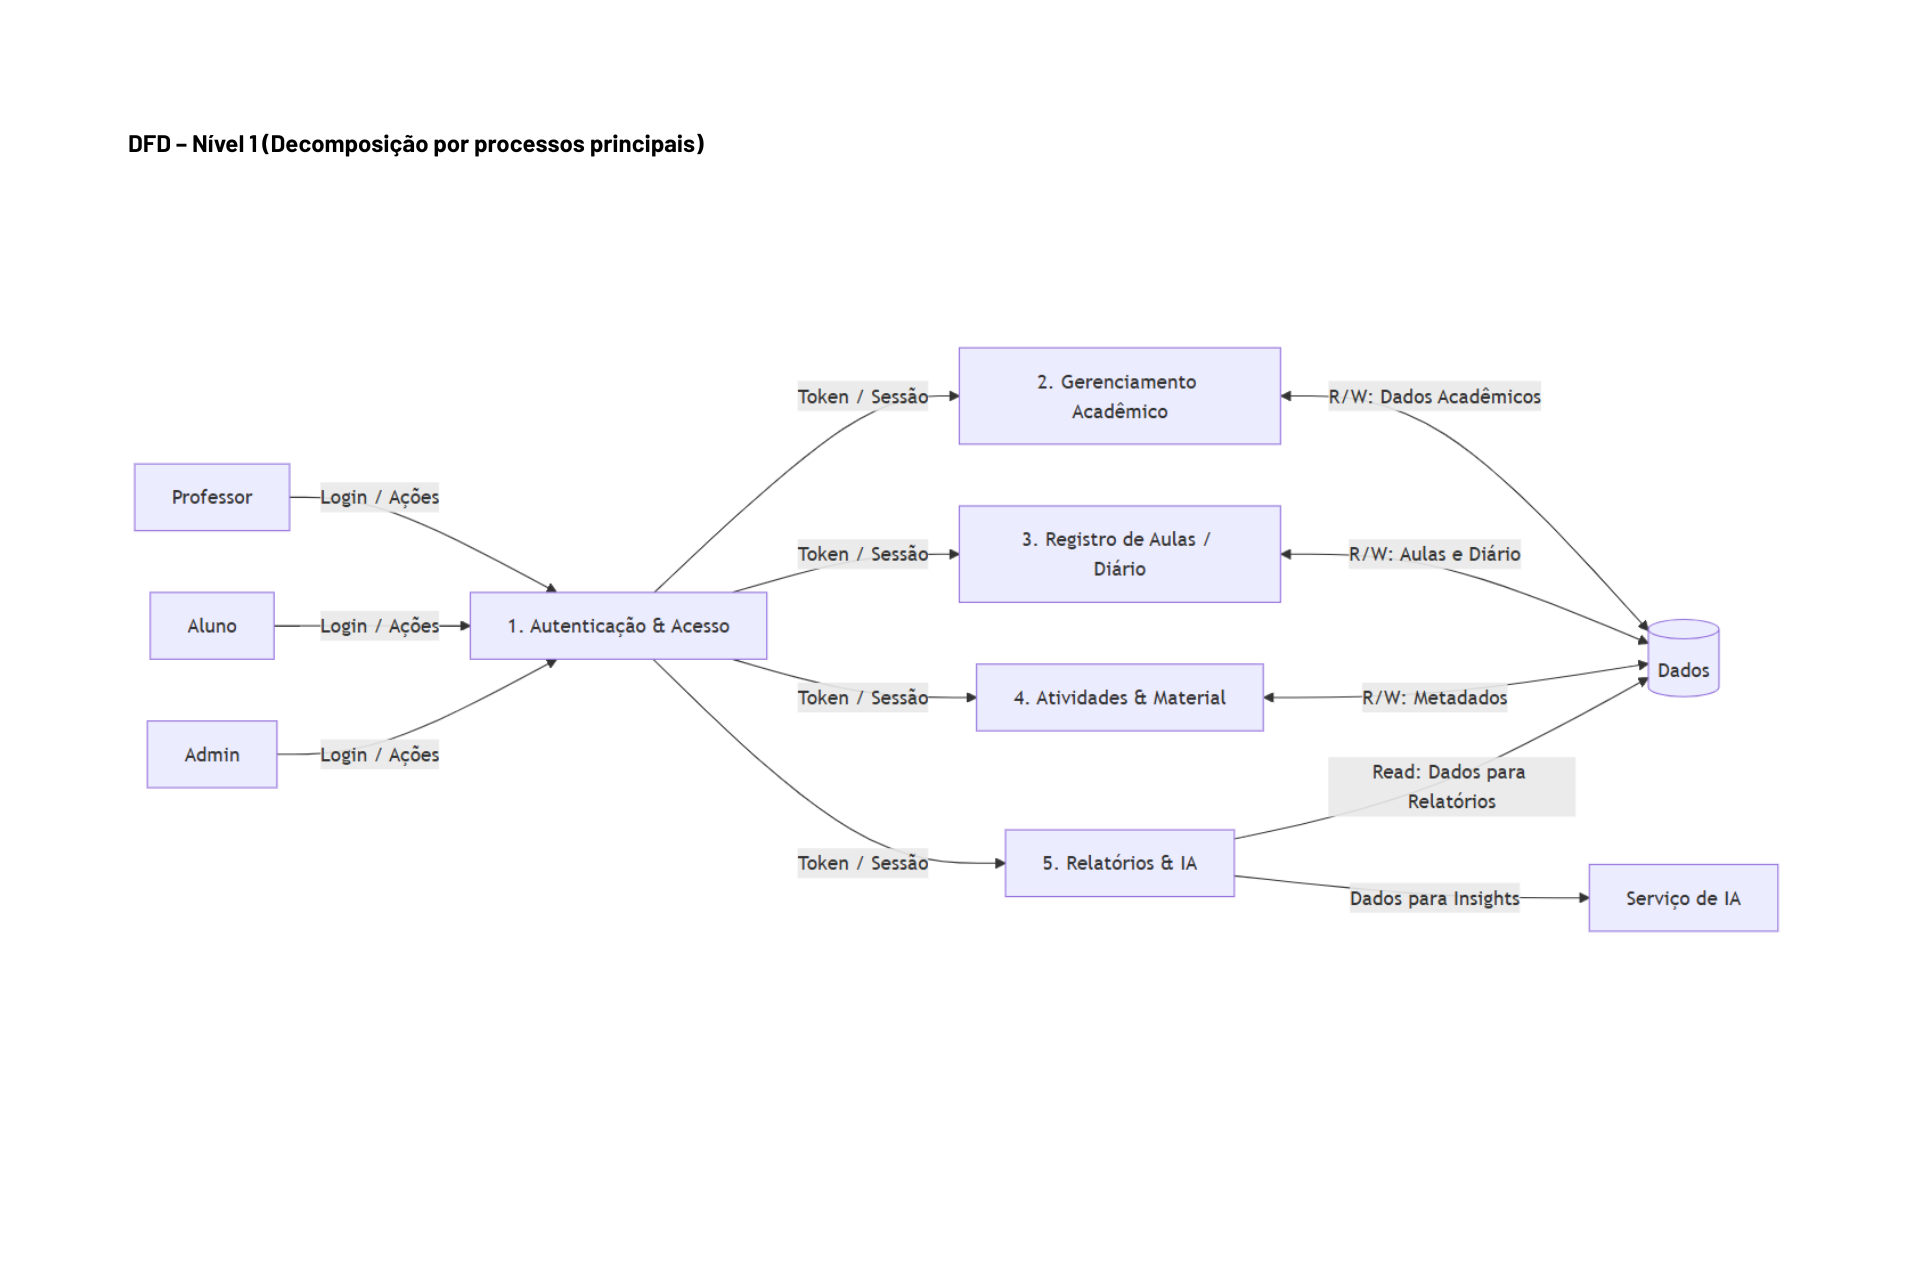 DFD – Nível 1 (Decomposição por processos principais)
Professor
Aluno
Admin
Login / Ações
Login / Ações
Login / Ações
1. Autenticação & Acesso
Token / Sessão
Token / Sessão
Token / Sessão
Token / Sessão
2. Gerenciamento
Acadêmico
3. Registro de Aulas /
Diário
4. Atividades & Material
5. Relatórios & IA
R/W: Dados Acadêmicos
R/W: Aulas e Diário
R/W: Metadados
Read: Dados para
Relatórios
Dados para Insights
Dados
Serviço de IA